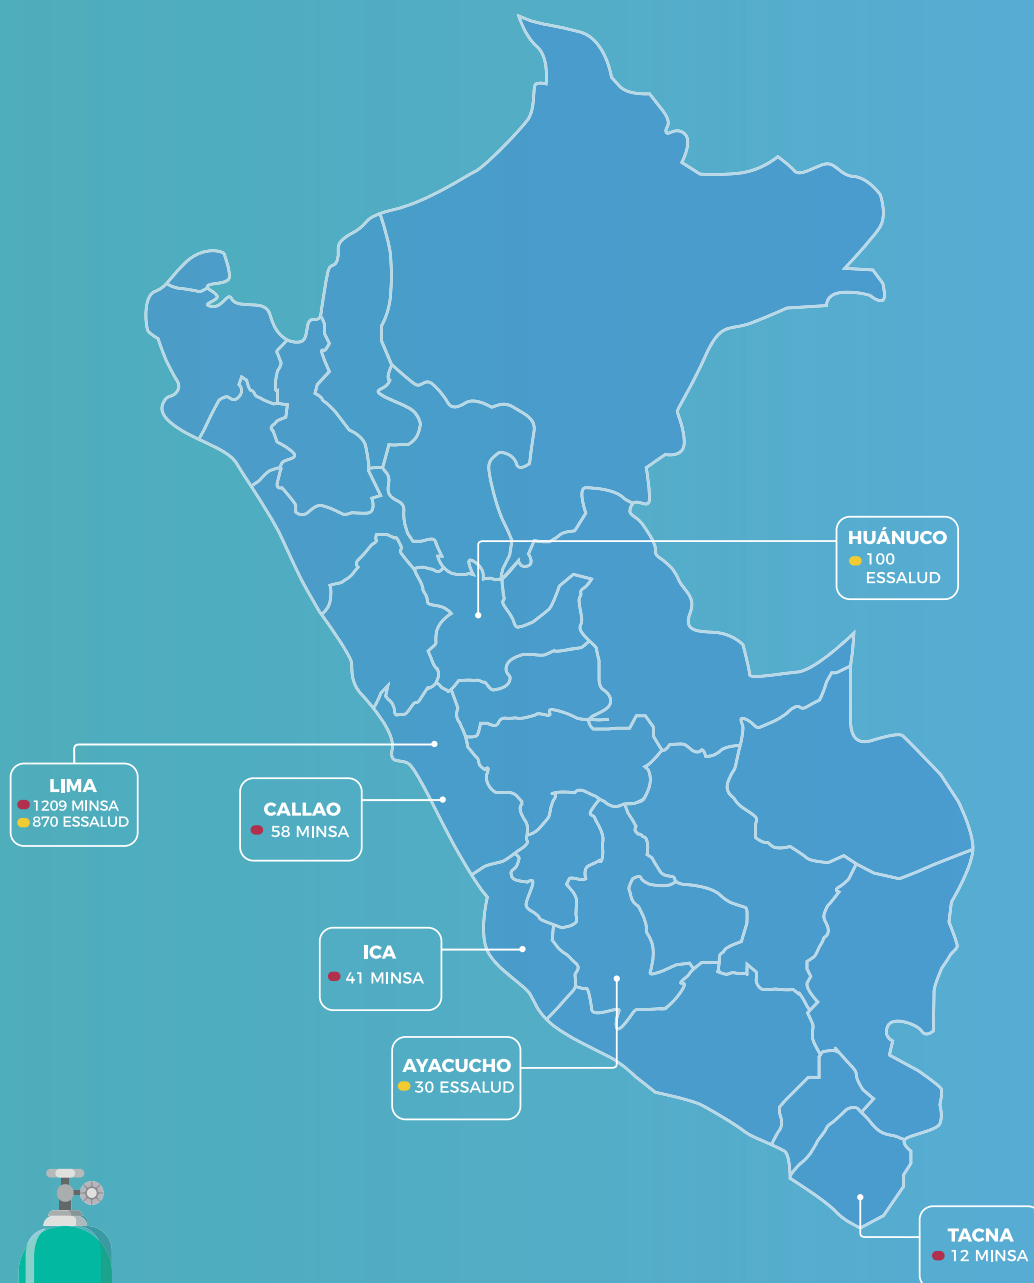 HUÁNUCO
100
ESSALUD
LIMA
1209 MINSA
870 ESSALUD
CALLAO
58 MINSA
ICA
41 MINSA
AYACUCHO
30 ESSALUD
TACNA
12 MINSA